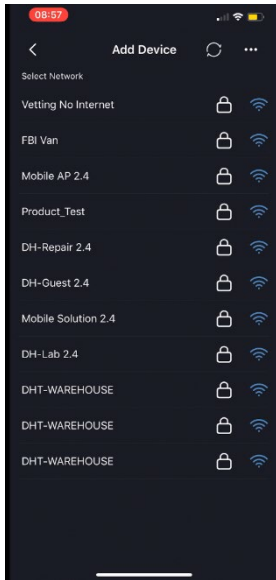 08:57
Add Device
Select Network
Vetting No Internet
FBI Van
Mobile AP 2.4
Product_Test
DH-Repair 2.4
DH-Guest 2.4
Mobile Solution 2.4
DH-Lab 2.4
DHT-WAREHOUSE
DHT-WAREHOUSE
DHT-WAREHOUSE